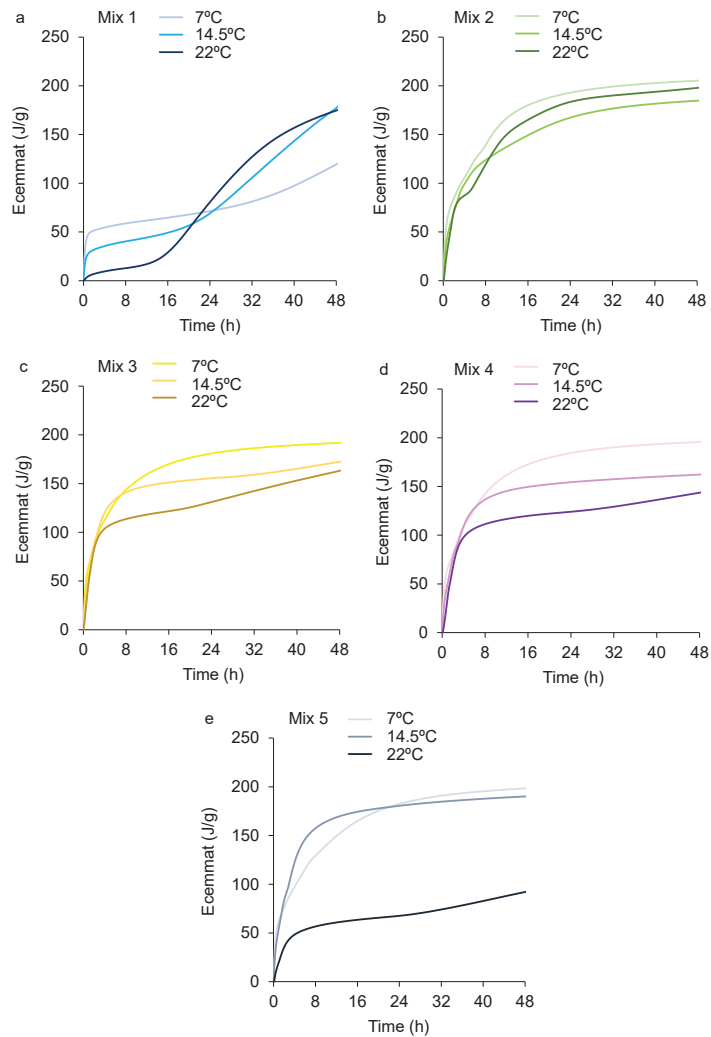 a
Mix 1
7ºC
14.5ºC
22ºC
250
200
150
100
50
0
Ecemmat (J/g)
0 8 16 24 32 40 48
Time (h)
b
Mix 2
7ºC
14.5ºC
22ºC
250
200
150
100
50
0
Ecemmat (J/g)
0 8 16 24 32 40 48
Time (h)
c
Mix 3
7ºC
14.5ºC
22ºC
250
200
150
100
50
0
Ecemmat (J/g)
0 8 16 24 32 40 48
Time (h)
d
Mix 4
7ºC
14.5ºC
22ºC
250
200
150
100
50
0
Ecemmat (J/g)
0 8 16 24 32 40 48
Time (h)
e
Mix 5
7ºC
14.5ºC
22ºC
250
200
150
100
50
0
Ecemmat (J/g)
0 8 16 24 32 40 48
Time (h)